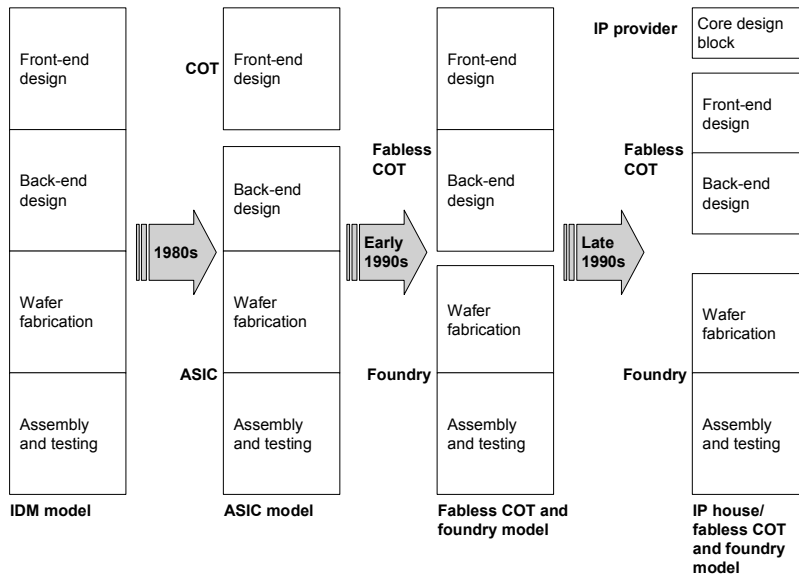 Front-end
design
Back-end
design
Wafer
fabrication
Assembly
and testing
IDM model
1980s
COT
Front-end
design
Back-end
design
Wafer
fabrication
ASIC
Assembly
and testing
ASIC model
Early
1990s
Fabless
COT
Front-end
design
Back-end
design
Wafer
fabrication
Foundry
Assembly
and testing
Fabless COT and
foundry model
Late
1990s
IP provider
Core design
block
Front-end
design
Fabless
COT
Back-end
design
Wafer
fabrication
Foundry
Assembly
and testing
IP house/
fabless COT
and foundry
model